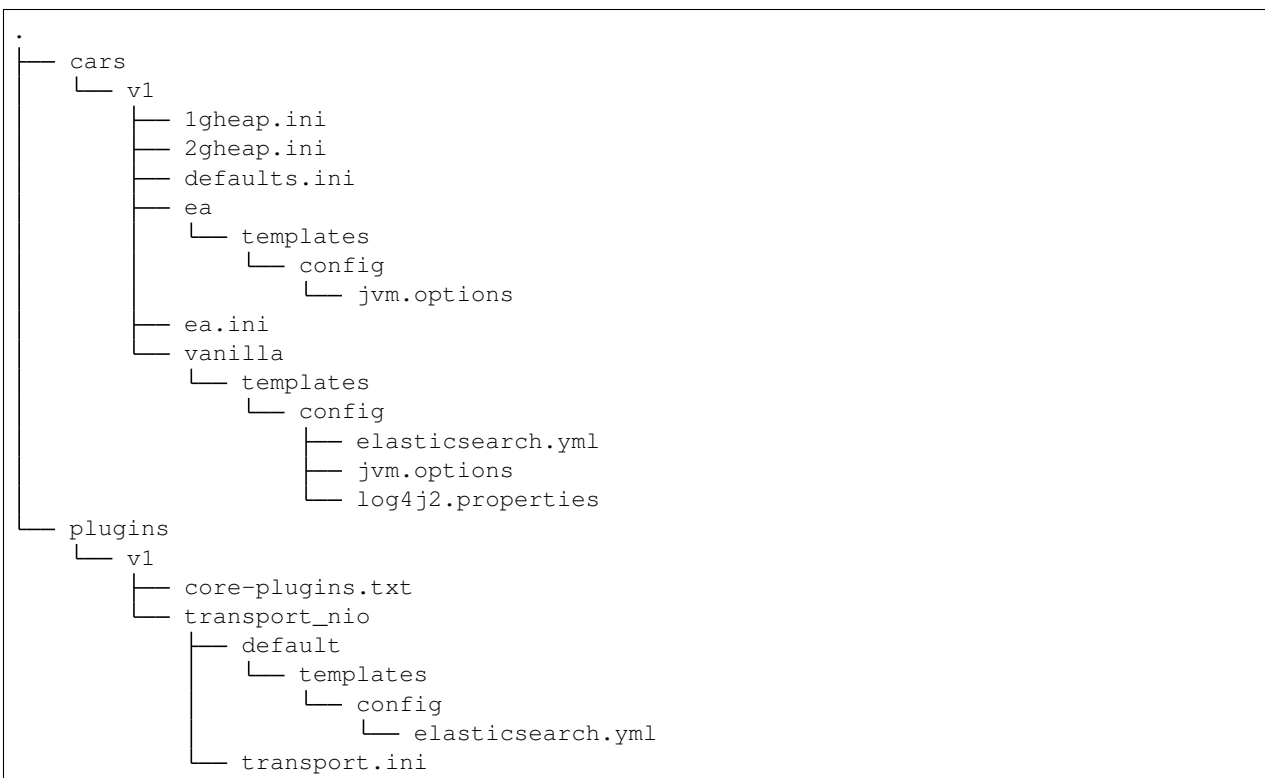 .
├── cars
│   └── v1
│       ├── 1gheap.ini
│       ├── 2gheap.ini
│       ├── defaults.ini
│       ├── ea
│       │   └── templates
│       │       └── config
│       │           └── jvm.options
│       ├── ea.ini
│       └── vanilla
│           └── templates
│               └── config
│                   ├── elasticsearch.yml
│                   ├── jvm.options
│                   └── log4j2.properties
└── plugins
    └── v1
        ├── core-plugins.txt
        └── transport_nio
            ├── default
            │   └── templates
            │       └── config
            │           └── elasticsearch.yml
            └── transport.ini